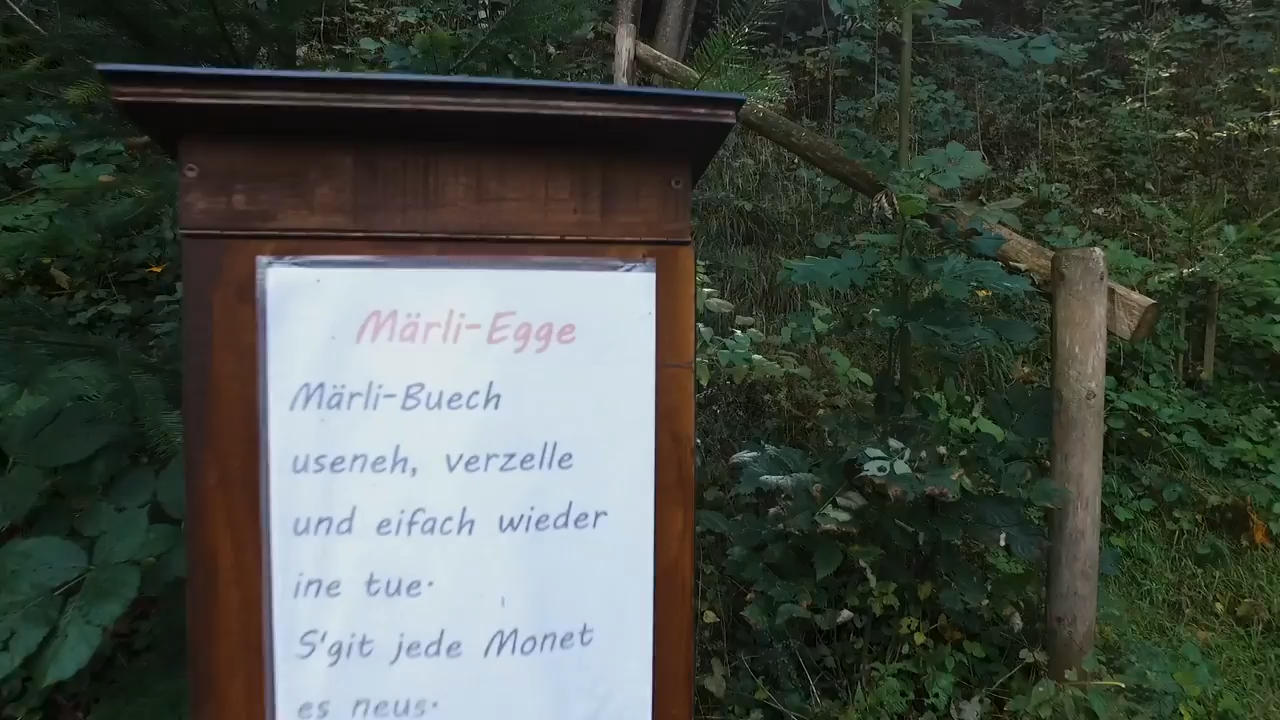 Märli-Egge
Märli-Buech
useneh, verzelle
und eifach wieder
ine tue.
S'git jede Monet
es neus.